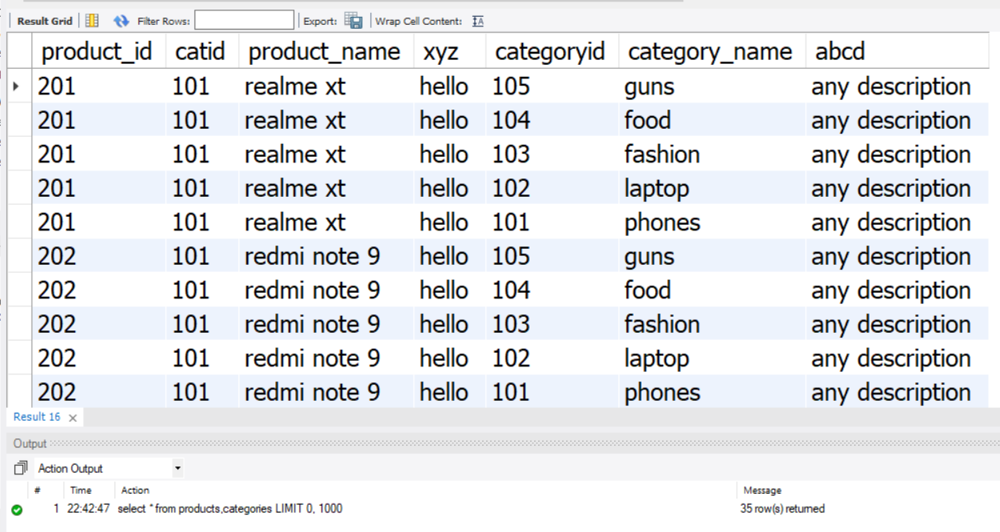 Result Grid Filter Rows: Export: Wrap Cell Content:
product_id catid product_name xyz categoryid category_name abcd
201 101 realme xt hello 105 guns any description
201 101 realme xt hello 104 food any description
201 101 realme xt hello 103 fashion any description
201 101 realme xt hello 102 laptop any description
201 101 realme xt hello 101 phones any description
202 101 redmi note 9 hello 105 guns any description
202 101 redmi note 9 hello 104 food any description
202 101 redmi note 9 hello 103 fashion any description
202 101 redmi note 9 hello 102 laptop any description
202 101 redmi note 9 hello 101 phones any description
Result 16
Output
Action Output
# Time Action Message
1 22:42:47 select * from products,categories LIMIT 0, 1000 35 row(s) returned